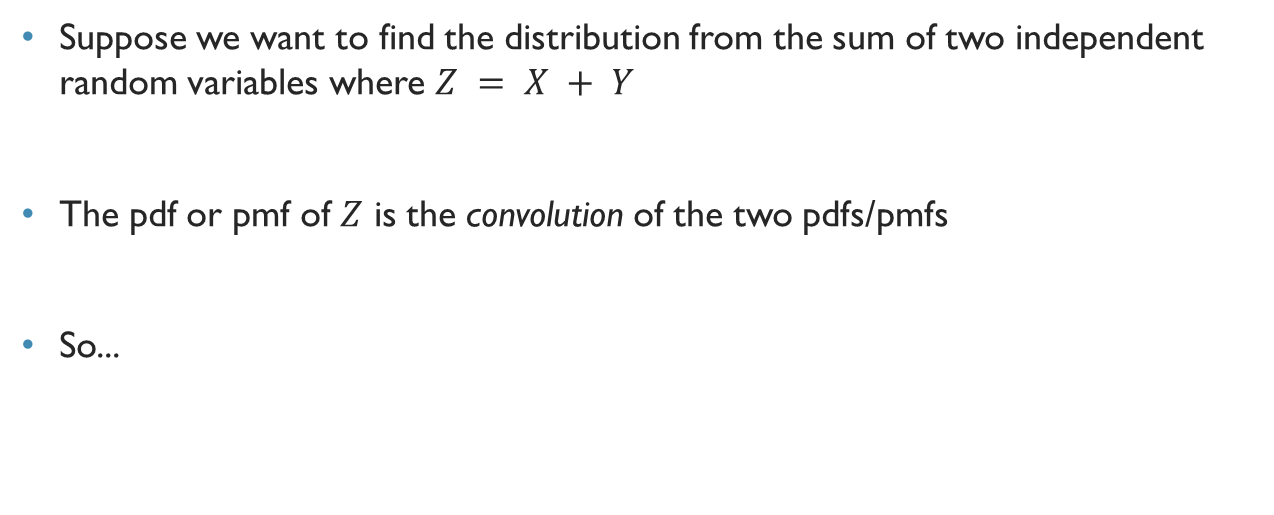 • Suppose we want to find the distribution from the sum of two independent
random variables where Z = X + Y
• The pdf or pmf of Z is the convolution of the two pdfs/pmfs
• So...